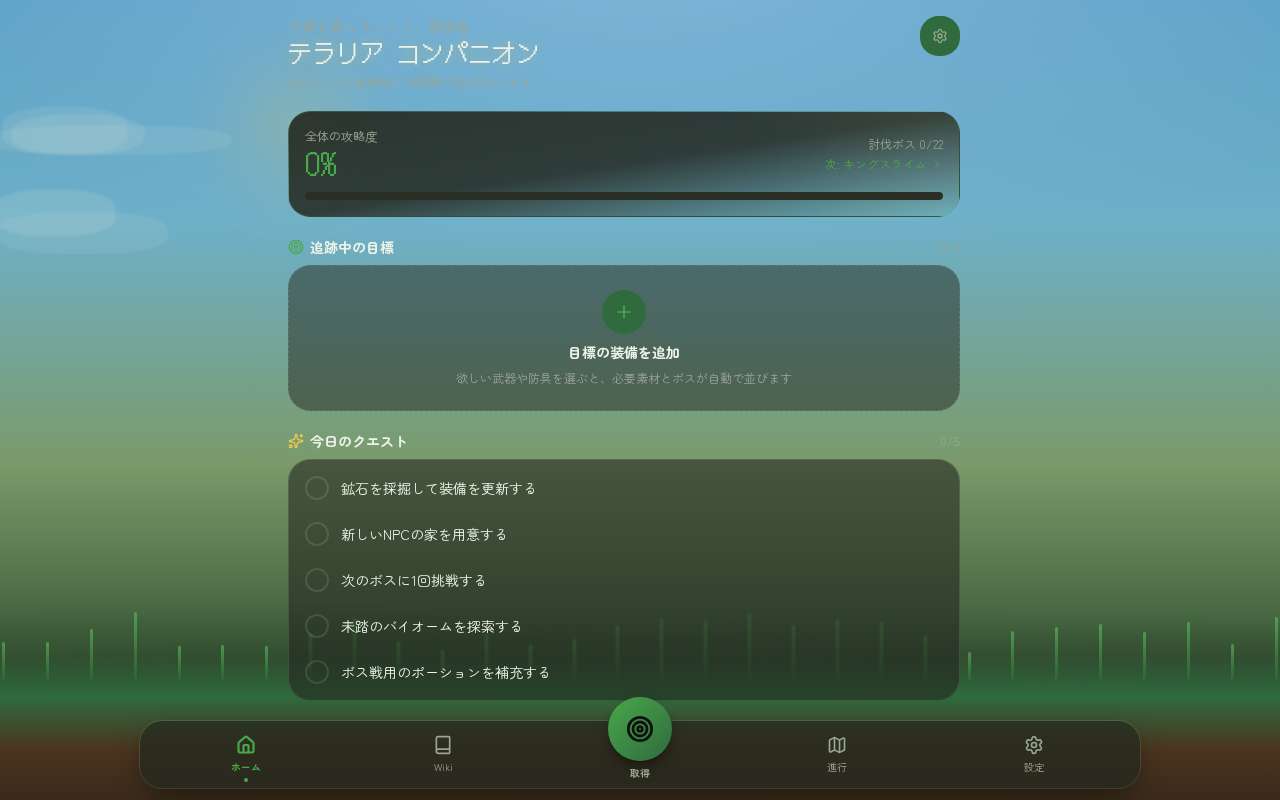 テラリア コンパニオン
全体の攻略度
0%
討伐ボス 0/22
次: キングスライム
追跡中の目標
目標の装備を追加
欲しい武器や防具を選ぶと、必要素材とボスが自動で並びます
今日のクエスト
0/5
鉱石を採掘して装備を更新する
新しいNPCの家を用意する
次のボスに1回挑戦する
未踏のバイオームを探索する
ボス戦用のポーションを補充する
ホーム
Wiki
取得
進行
設定